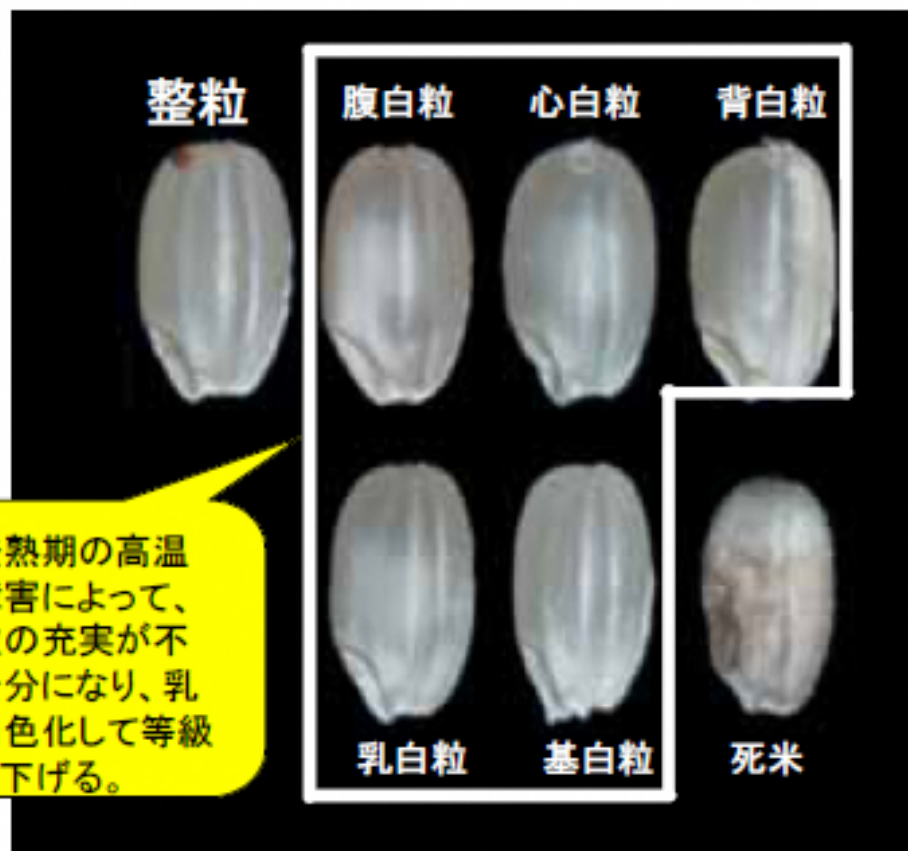 整粒
腹白粒
心白粒
背白粒
熟期の高温
害によって、
の充実が不
分になり、乳
色化して等級
下げる。
乳白粒
基白粒
死米